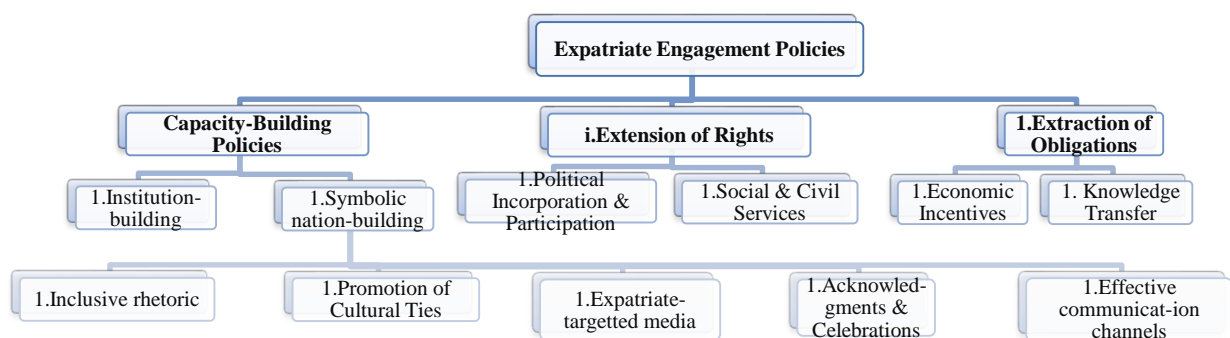 Expatriate Engagement Policies
Capacity-Building
Policies
i.Extension of Rights
1.Extraction of
Obligations
1.Institution-
building
1.Symbolic
nation-building
1.Political
Incorporation &
Participation
1.Social & Civil
Services
1.Economic
Incentives
1. Knowledge
Transfer
1.Inclusive rhetoric
1.Promotion of
Cultural Ties
1.Expatriate-
targetted media
1.Acknowled-
gments &
Celebrations
1.Effective
communicat-ion
channels